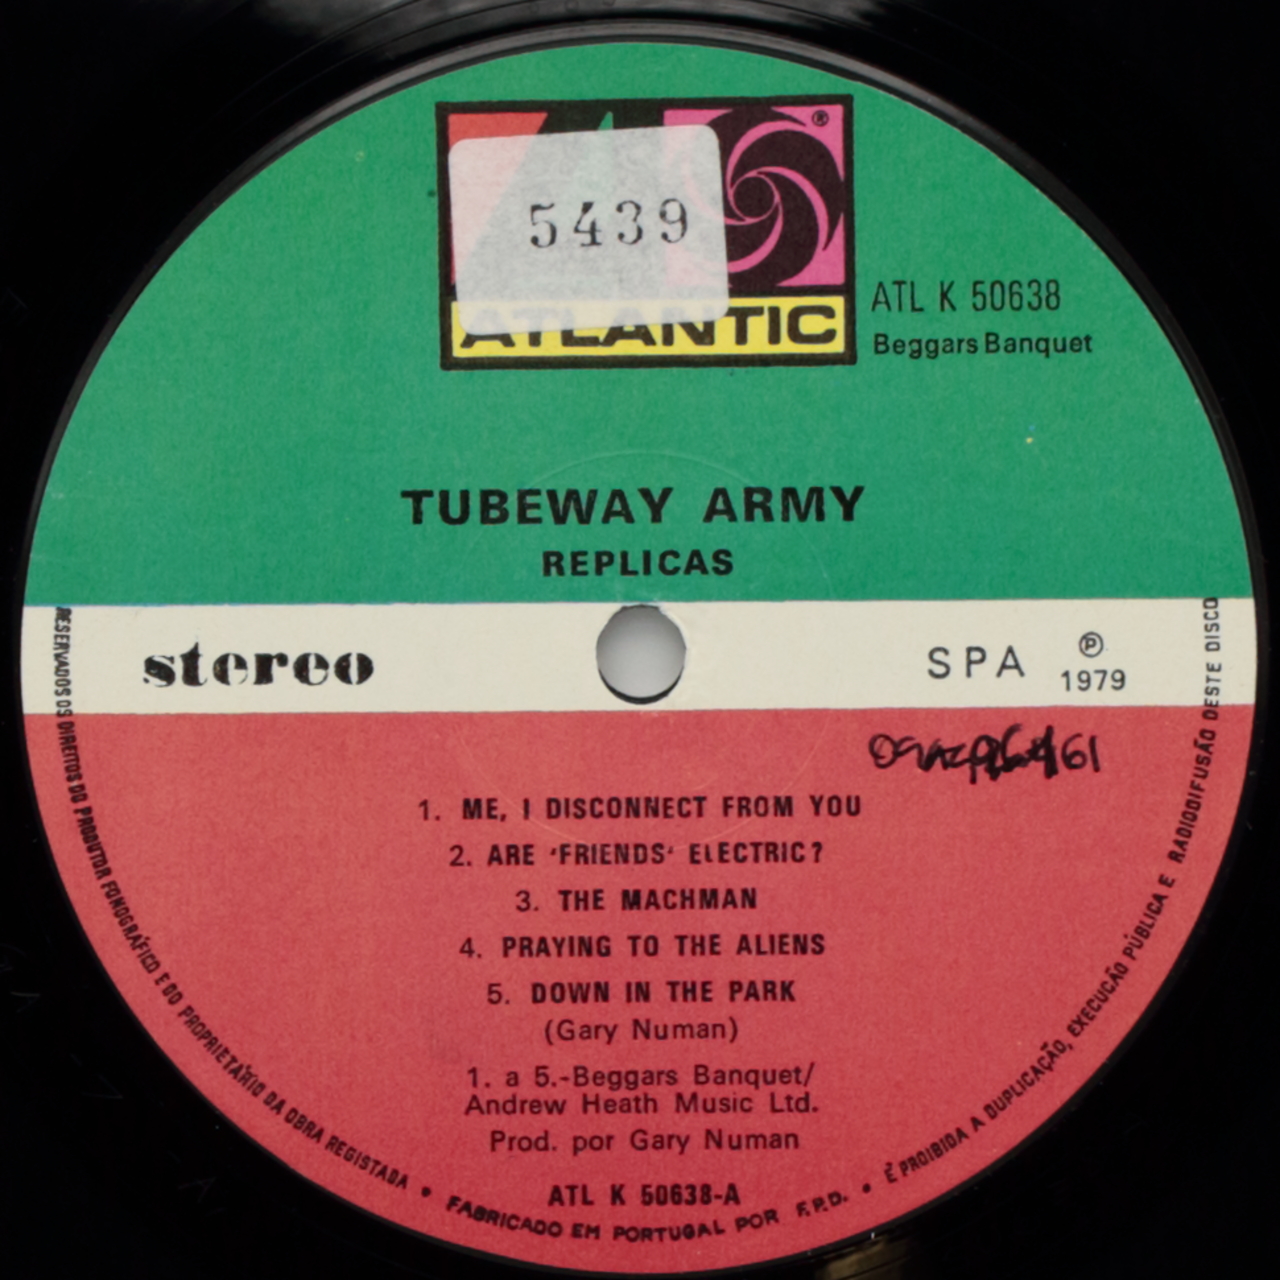 5439
®
ATLANTIC
ATL K 50638
Beggars Banquet
TUBEWAY ARMY
REPLICAS
stereo
SPA
℗
1979
1. ME, I DISCONNECT FROM YOU
2. ARE ‘FRIENDS‘ ELECTRIC?
3. THE MACHMAN
4. PRAYING TO THE ALIENS
5. DOWN IN THE PARK
(Gary Numan)
1. a 5.-Beggars Banquet/
Andrew Heath Music Ltd.
Prod. por Gary Numan
ATL K 50638-A
RESERVADOS OS DIREITOS DO PRODUTOR FONOGRÁFICO E DO PROPRIETÁRIO DA OBRA REGISTADA • FABRICADO EM PORTUGAL POR F.P.D. • É PROIBIDA A DUPLICAÇÃO, EXECUCÃO PÚBLICA E RADIODIFUSÃO DESTE DISCO